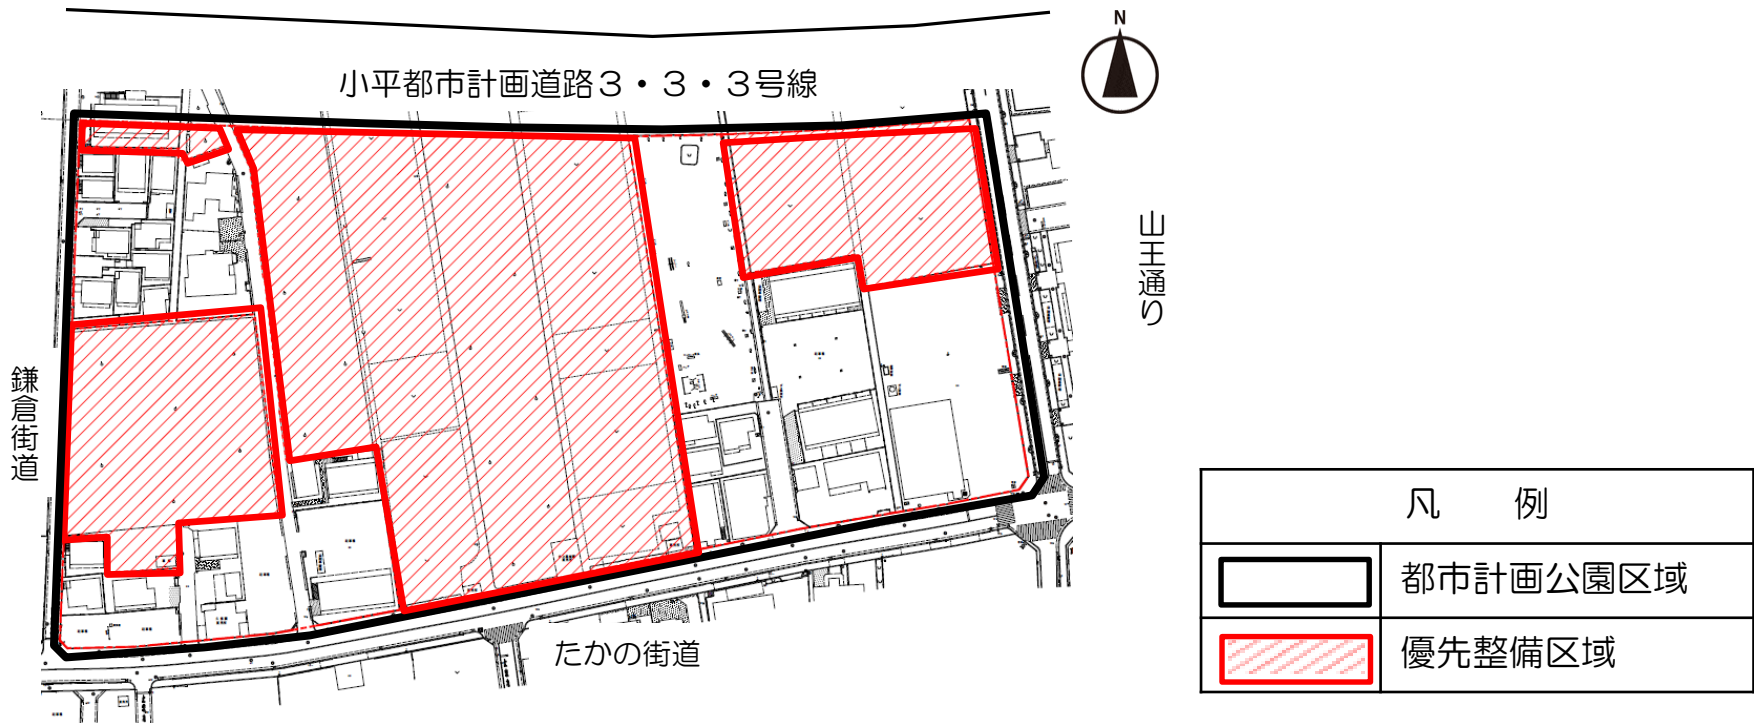 N
小平都市計画道路３・３・３号線
山王通り
鎌倉街道
たかの街道
凡　例
都市計画公園区域
優先整備区域